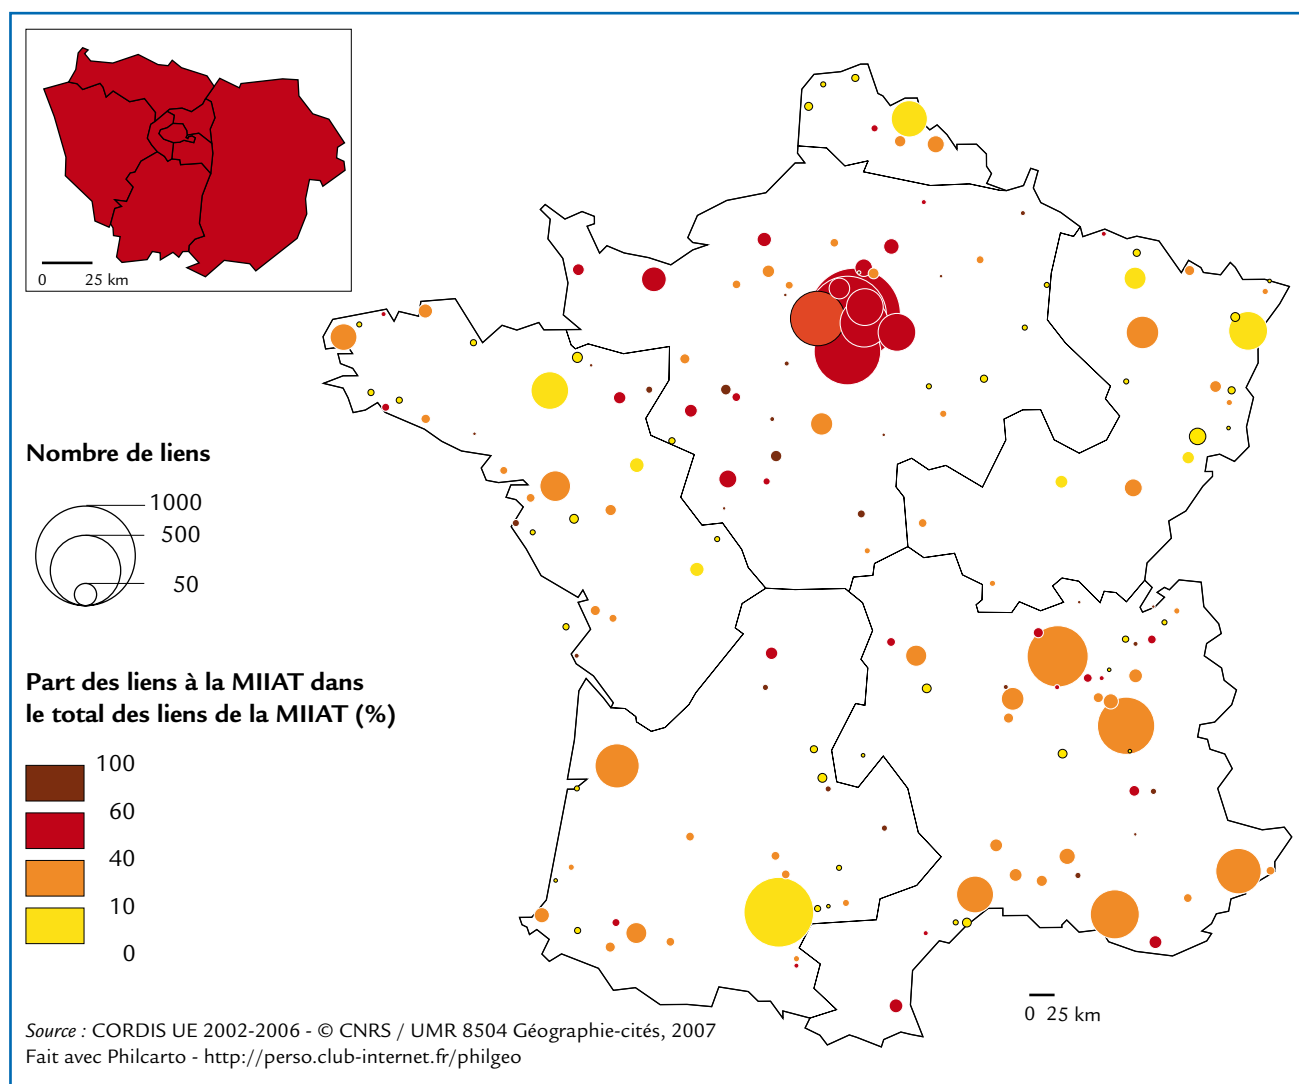 0 25 km
Nombre de liens
1000
500
50
Part des liens à la MIIAT dans
le total des liens de la MIIAT (%)
100
60
40
10
0
0 25 km
Source : CORDIS UE 2002-2006 - © CNRS / UMR 8504 Géographie-cités, 2007
Fait avec Philcarto - http://perso.club-internet.fr/philgeo